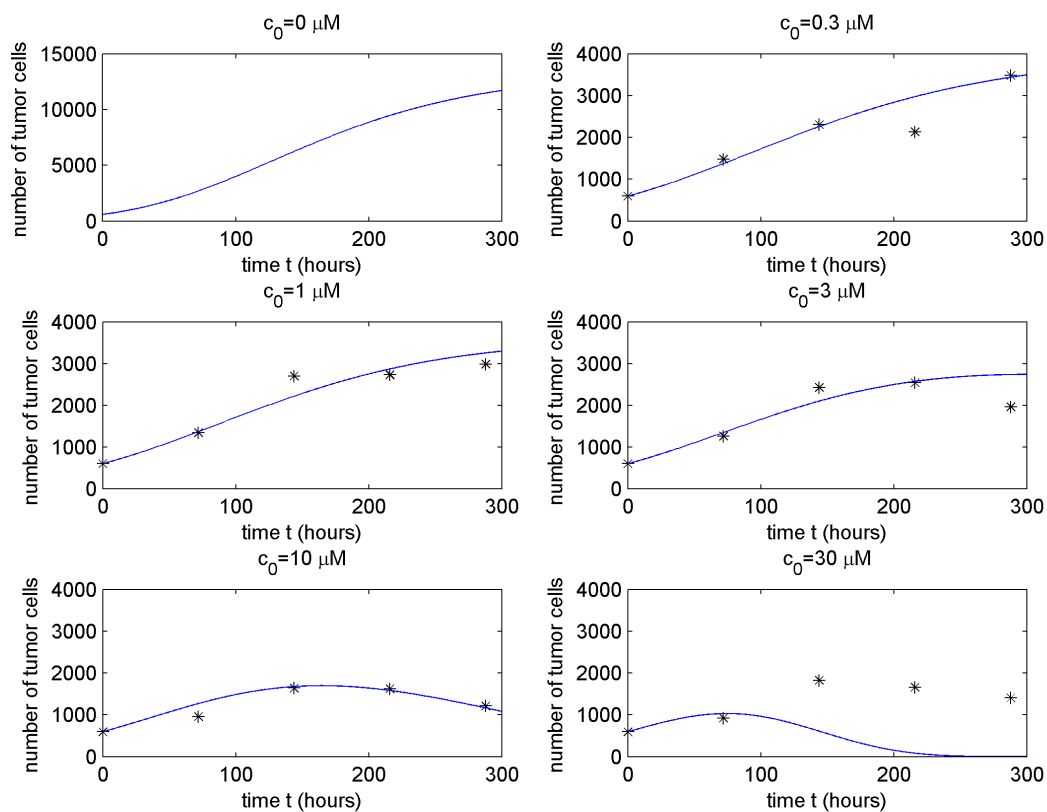 c0=0 μM
number of tumor cells
15000
10000
5000
0
0 100 200 300
time t (hours)
c0=0.3 μM
number of tumor cells
4000
3000
2000
1000
0
0 100 200 300
time t (hours)
c0=1 μM
number of tumor cells
4000
3000
2000
1000
0
0 100 200 300
time t (hours)
c0=3 μM
number of tumor cells
4000
3000
2000
1000
0
0 100 200 300
time t (hours)
c0=10 μM
number of tumor cells
4000
3000
2000
1000
0
0 100 200 300
time t (hours)
c0=30 μM
number of tumor cells
4000
3000
2000
1000
0
0 100 200 300
time t (hours)